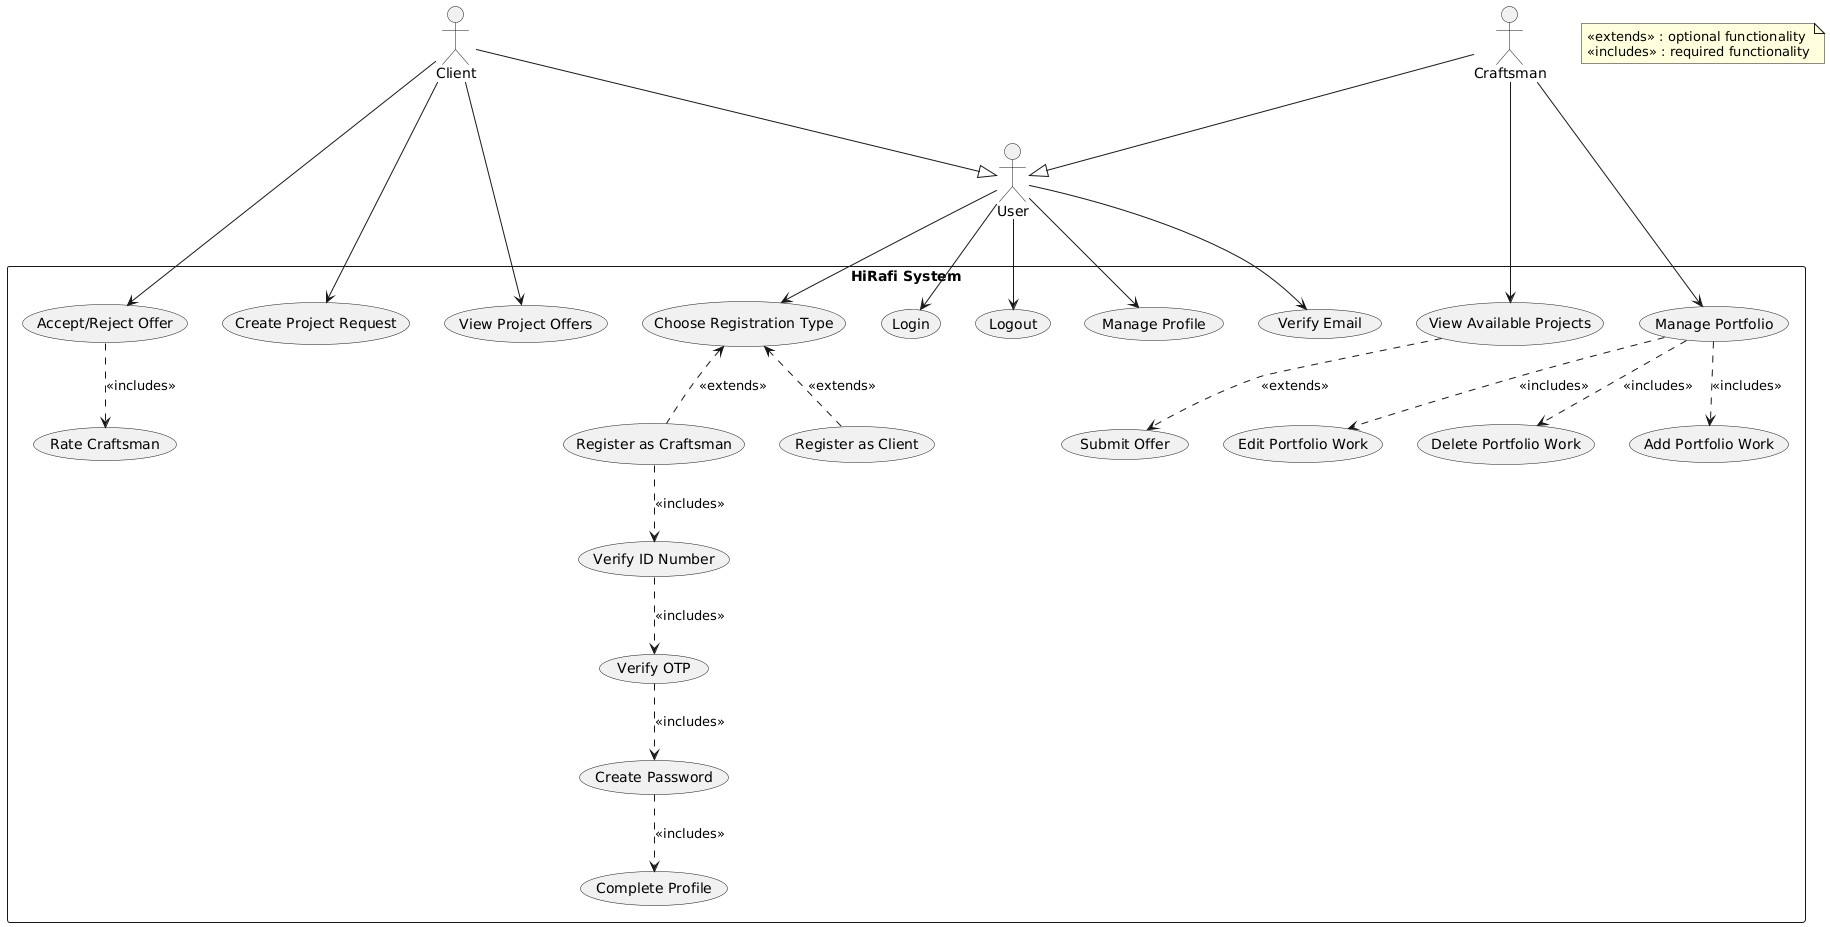 Client
Craftsman
«extends» : optional functionality
«includes» : required functionality
User
HiRafi System
Accept/Reject Offer
Create Project Request
View Project Offers
Choose Registration Type
Login
Logout
Manage Profile
Verify Email
View Available Projects
Manage Portfolio
«includes»
«extends»
«extends»
«extends»
«includes»
«includes»
«includes»
Rate Craftsman
Register as Craftsman
Register as Client
Submit Offer
Edit Portfolio Work
Delete Portfolio Work
Add Portfolio Work
«includes»
Verify ID Number
«includes»
Verify OTP
«includes»
Create Password
«includes»
Complete Profile